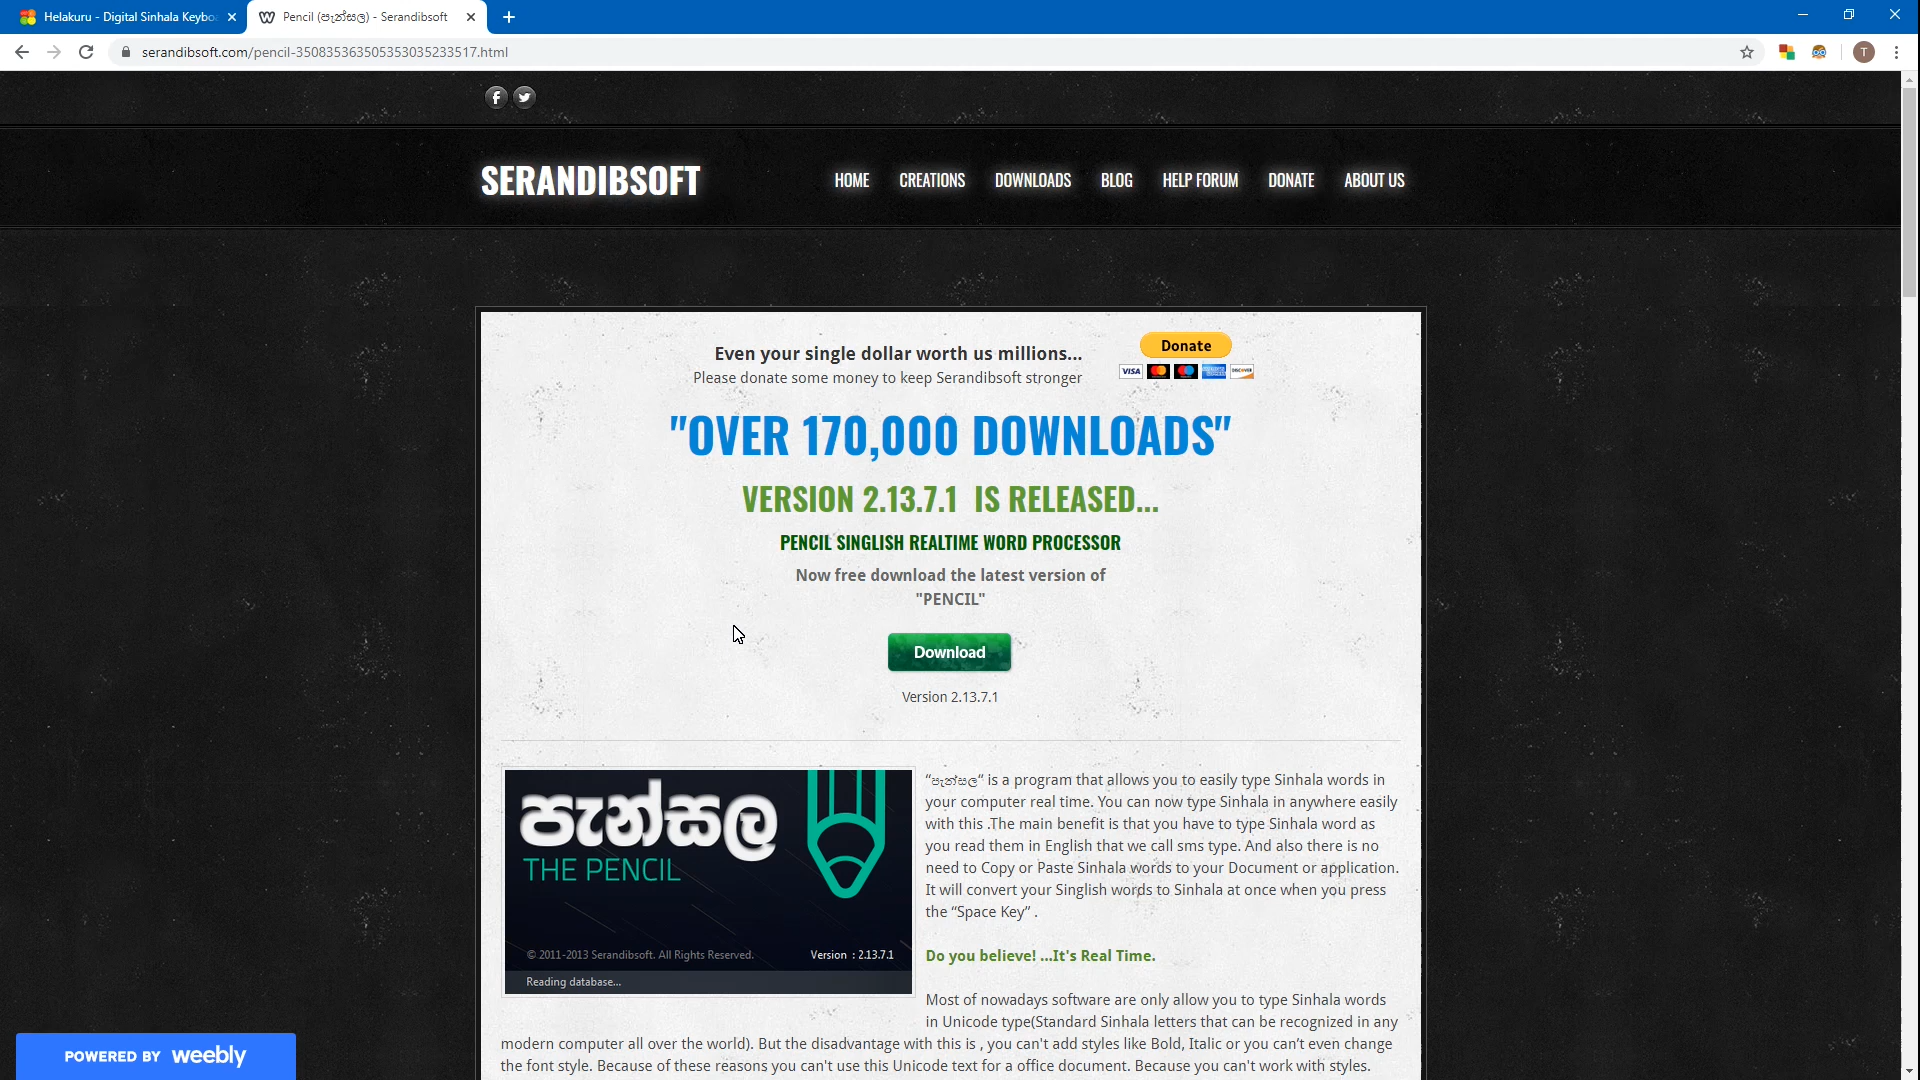 Helakuru - Digital Sinhala Keybo
Pencil (පැන්සල) - Serandibsoft
serandibsoft.com/pencil-350835363505353035233517.html
T
SERANDIBSOFT
HOME
CREATIONS
DOWNLOADS
BLOG
HELP FORUM
DONATE
ABOUT US
Even your single dollar worth us millions...
Please donate some money to keep Serandibsoft stronger
Donate
VISA
DISCOVER
"OVER 170,000 DOWNLOADS"
VERSION 2.13.7.1 IS RELEASED...
PENCIL SINGLISH REALTIME WORD PROCESSOR
Now free download the latest version of
"PENCIL"
Download
Version 2.13.7.1
පැන්සල
THE PENCIL
© 2011-2013 Serandibsoft. All Rights Reserved.
Version : 2.13.7.1
Reading database...
“පැන්සල“ is a program that allows you to easily type Sinhala words in
your computer real time. You can now type Sinhala in anywhere easily
with this .The main benefit is that you have to type Sinhala word as
you read them in English that we call sms type. And also there is no
need to Copy or Paste Sinhala words to your Document or application.
It will convert your Singlish words to Sinhala at once when you press
the “Space Key” .
Do you believe! ...It's Real Time.
Most of nowadays software are only allow you to type Sinhala words
in Unicode type(Standard Sinhala letters that can be recognized in any
modern computer all over the world). But the disadvantage with this is , you can't add styles like Bold, Italic or you can’t even change
the font style. Because of these reasons you can't use this Unicode text for a office document. Because you can't work with styles.
POWERED BY weebly